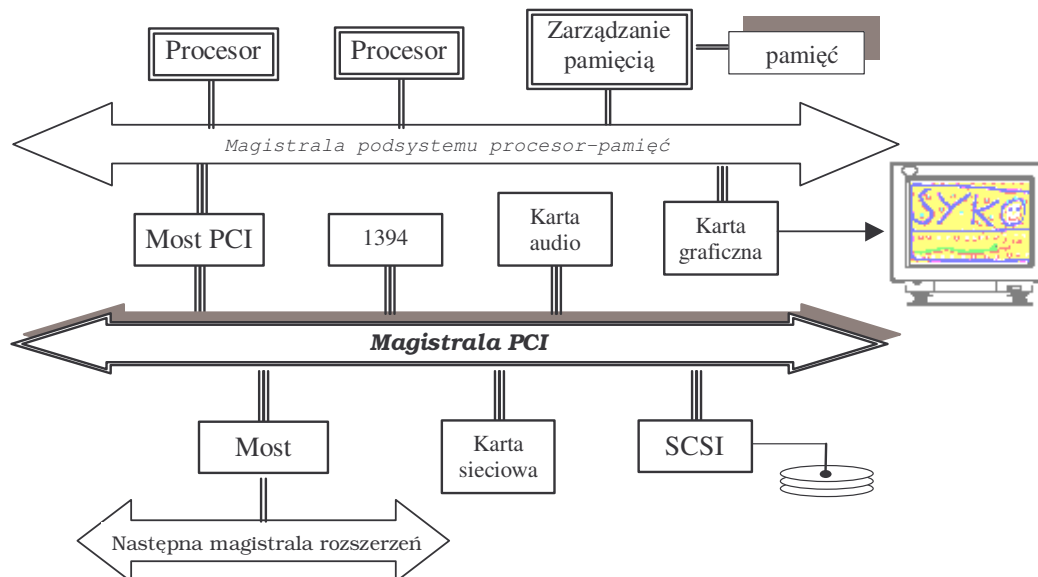 Procesor
Procesor
Zarządzanie
pamięcią
pamięć
Magistrala podsystemu procesor-pamięć
Most PCI
1394
Karta
audio
Karta
graficzna
SYKO
Magistrala PCI
Most
Karta
sieciowa
SCSI
Następna magistrala rozszerzeń